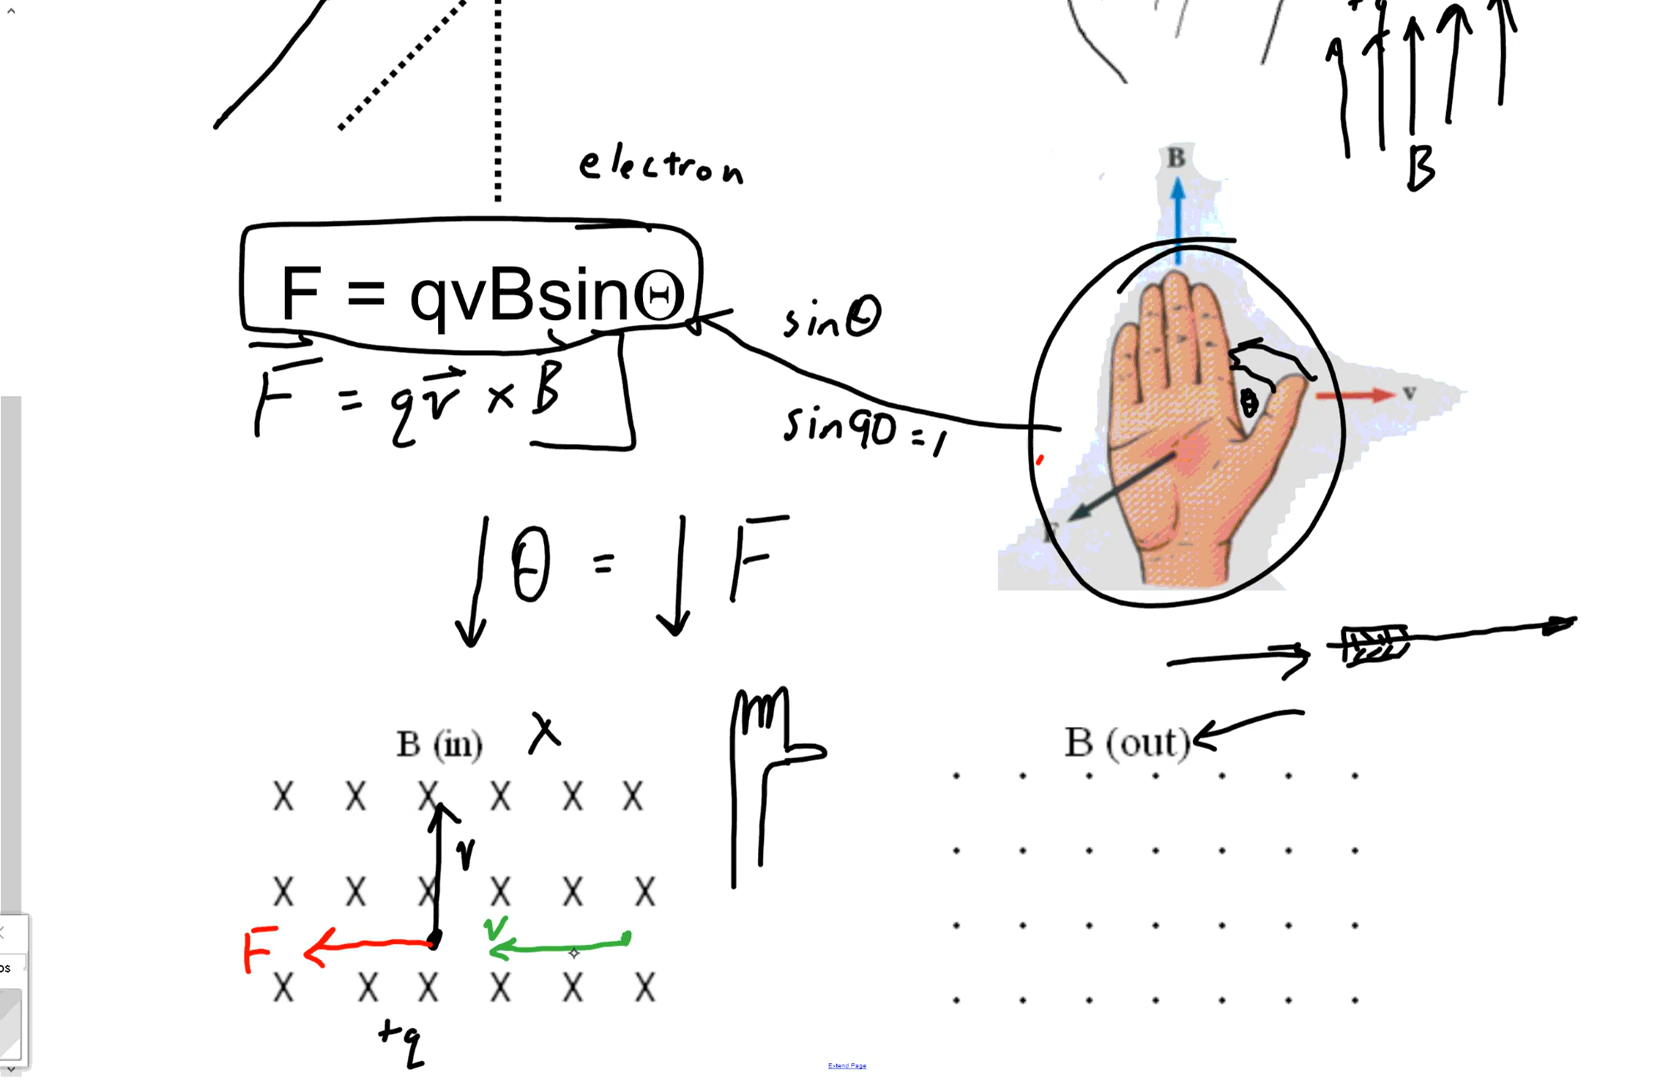 +q
B
B
electron
F = qvBsinΘ
sinθ
v
θ
F = qv × B
sin90 = 1
F
↓ θ = ↓ F
B (in) X
B (out)
X X X X X X
v
X X X X X X
v
F
X X X X X X
+q
Extend Page